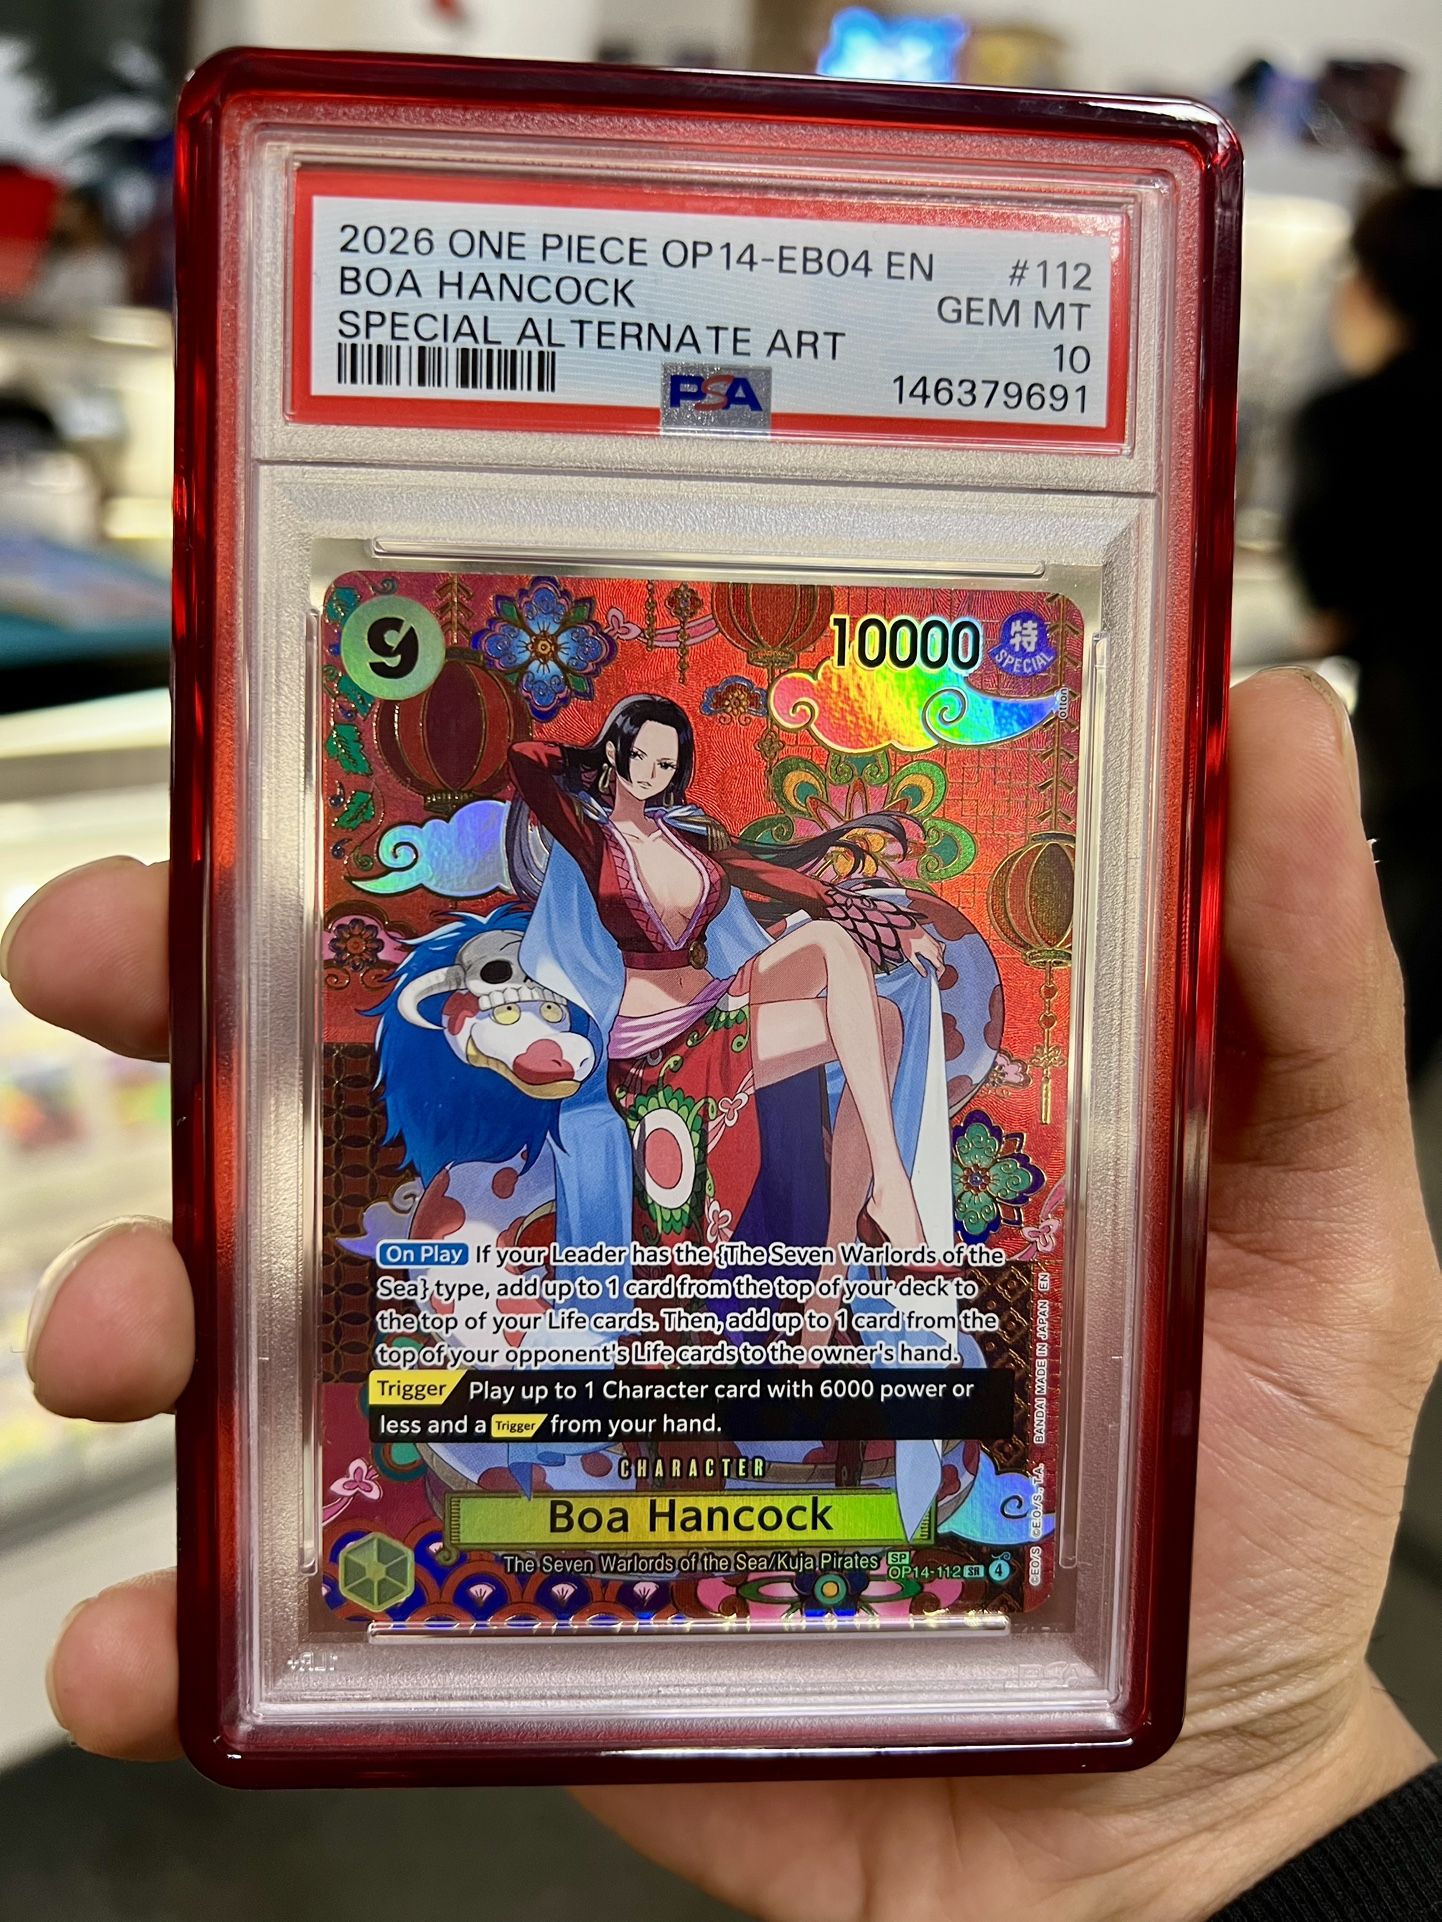 2026 ONE PIECE OP14-EB04 EN #112
BOA HANCOCK GEM MT
SPECIAL ALTERNATE ART 10
PSA 146379691
9
10000
特
SPECIAL
On Play If your Leader has the {The Seven Warlords of the
Sea} type, add up to 1 card from the top of your deck to
the top of your Life cards. Then, add up to 1 card from the
top of your opponent's Life cards to the owner's hand.
Trigger Play up to 1 Character card with 6000 power or
less and a Trigger from your hand.
CHARACTER
Boa Hancock
The Seven Warlords of the Sea/Kuja Pirates
SP
OP14-112 SR 4
©E.O./S. ©E.O./S.,T.A. BANDAI MADE IN JAPAN EN